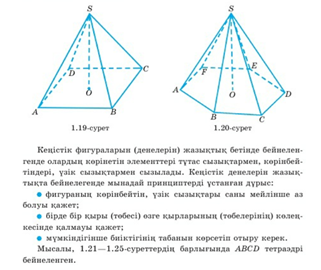 S
S
D
C
F
E
O
A
O
D
A
B
B
C
1.19-сурет
1.20-сурет
Кеңістік фигураларын (денелерін) жазықтық бетінде бейнелен-
генде олардың көрінетін элементтері тұтас сызықтармен, көрінбей-
тіндері, үзік сызықтармен сызылады. Кеңістік денелерін жазық-
тықта бейнелегенде мынадай принциптерді ұстанған дұрыс:
• фигураның көрінбейтін, үзік сызықтары саны мейлінше аз
болуы қажет;
• бірде бір қыры (төбесі) өзге қырларының (төбелерінің) көлең-
кесінде қалмауы қажет;
• мүмкіндігінше биіктігінің табанын көрсетіп отыру керек.
Мысалы, 1.21—1.25-суреттердің барлығында ABCD тетраэдрі
бейнеленген.